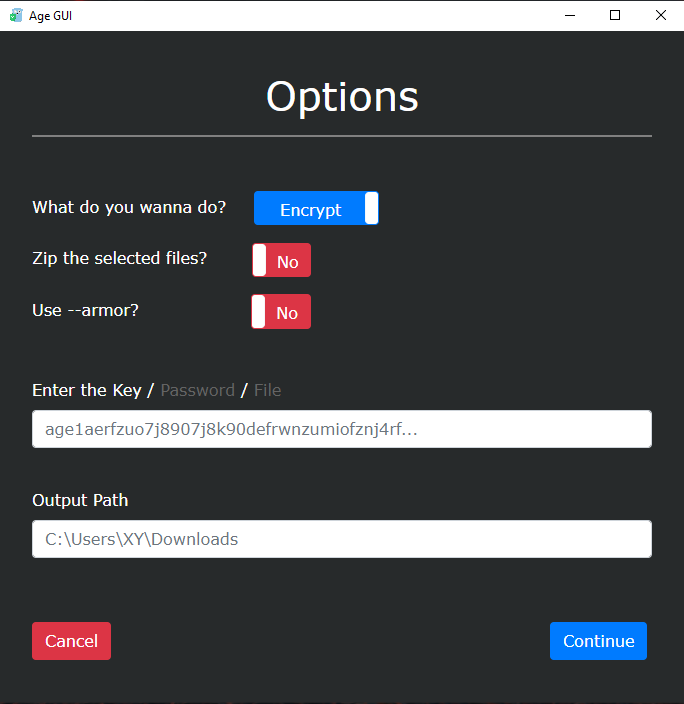 Age GUI
Options
What do you wanna do? Encrypt
Zip the selected files? No
Use --armor? No
Enter the Key / Password / File
age1aerfzuo7j8907j8k90defrwnzumiofznj4rf...
Output Path
C:\Users\XY\Downloads
Cancel Continue